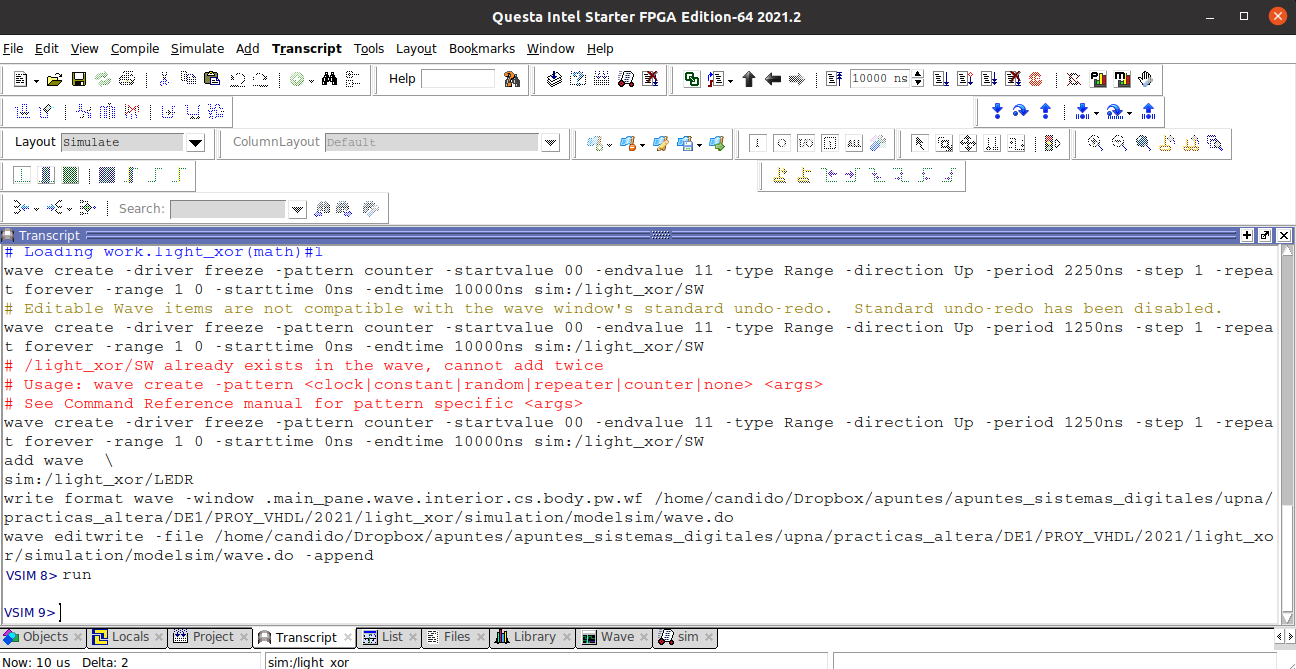 Questa Intel Starter FPGA Edition-64 2021.2
File Edit View Compile Simulate Add Transcript Tools Layout Bookmarks Window Help
Help
10000 ns
Layout Simulate ColumnLayout Default
Search:
Transcript
# Loading work.light_xor(math)#1
wave create -driver freeze -pattern counter -startvalue 00 -endvalue 11 -type Range -direction Up -period 2250ns -step 1 -repea
t forever -range 1 0 -starttime 0ns -endtime 10000ns sim:/light_xor/SW
# Editable Wave items are not compatible with the wave window's standard undo-redo.  Standard undo-redo has been disabled.
wave create -driver freeze -pattern counter -startvalue 00 -endvalue 11 -type Range -direction Up -period 1250ns -step 1 -repea
t forever -range 1 0 -starttime 0ns -endtime 10000ns sim:/light_xor/SW
# /light_xor/SW already exists in the wave, cannot add twice
# Usage: wave create -pattern <clock|constant|random|repeater|counter|none> <args>
# See Command Reference manual for pattern specific <args>
wave create -driver freeze -pattern counter -startvalue 00 -endvalue 11 -type Range -direction Up -period 1250ns -step 1 -repea
t forever -range 1 0 -starttime 0ns -endtime 10000ns sim:/light_xor/SW
add wave  \
sim:/light_xor/LEDR
write format wave -window .main_pane.wave.interior.cs.body.pw.wf /home/candido/Dropbox/apuntes/apuntes_sistemas_digitales/upna/
practicas_altera/DE1/PROY_VHDL/2021/light_xor/simulation/modelsim/wave.do
wave editwrite -file /home/candido/Dropbox/apuntes/apuntes_sistemas_digitales/upna/practicas_altera/DE1/PROY_VHDL/2021/light_xo
r/simulation/modelsim/wave.do -append
VSIM 8> run
VSIM 9>
Objects Locals Project Transcript List Files Library Wave sim
Now: 10 us Delta: 2 sim:/light_xor